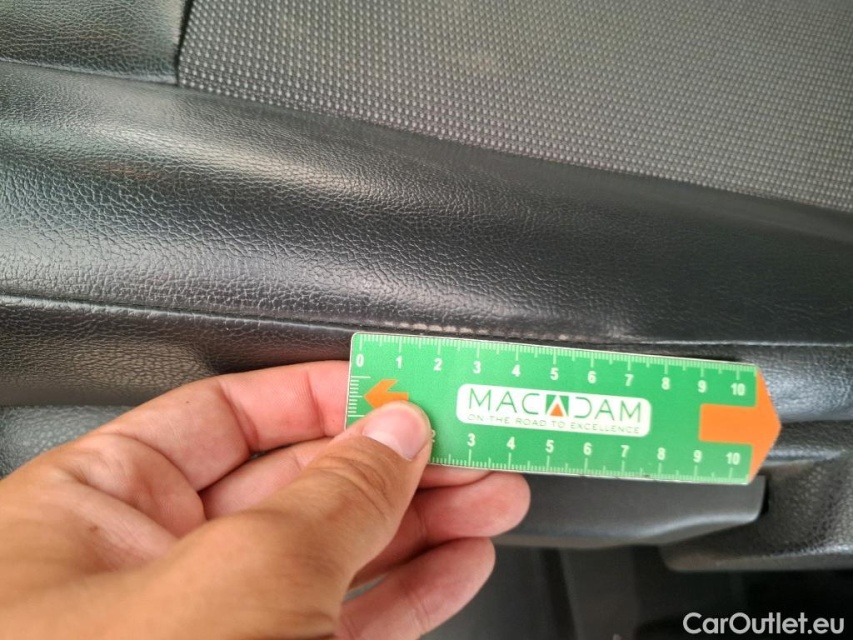 0 1 2 3 4 5 6 7 8 9 10
MACADAM
ON THE ROAD TO EXCELLENCE
3 4 5 6 7 8 9 10
CarOutlet.eu